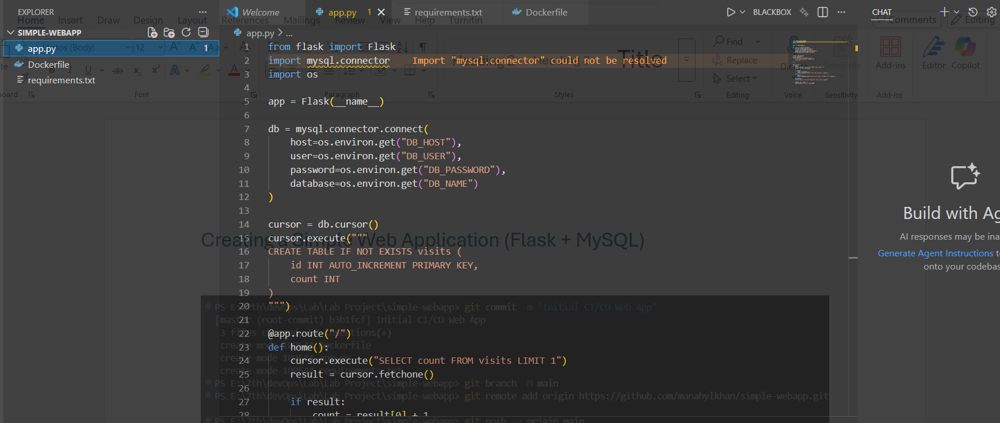 EXPLORER
SIMPLE-WEBAPP
app.py 1
Dockerfile
requirements.txt
Welcome
app.py 1
requirements.txt
Dockerfile
BLACKBOX
CHAT
Home Insert Draw Design Layout References Mailings Review View Help Turnitin
Comments Editing
(Body) 12
Heading 2
Title
Find
Replace
Select
Font
Paragraph
Styles
Editing
Voice
Sensitivity
Sensitivity
Add-ins
Add-ins
Editor
Copilot
app.py > ...
1 from flask import Flask
2 import mysql.connector Import "mysql.connector" could not be resolved
3 import os
4
5 app = Flask(__name__)
6
7 db = mysql.connector.connect(
8 host=os.environ.get("DB_HOST"),
9 user=os.environ.get("DB_USER"),
10 password=os.environ.get("DB_PASSWORD"),
11 database=os.environ.get("DB_NAME")
12 )
13
14 cursor = db.cursor()
15 cursor.execute("""
16 CREATE TABLE IF NOT EXISTS visits (
17 id INT AUTO_INCREMENT PRIMARY KEY,
18 count INT
19 )
20 """)
21
22 @app.route("/")
23 def home():
24 cursor.execute("SELECT count FROM visits LIMIT 1")
25 result = cursor.fetchone()
26
27 if result:
28 count = result[0] + 1
Creating a Simple Web Application (Flask + MySQL)
PS E:\7th\devOps\Lab\Lab Project\simple-webapp> git commit -m "Initial CI/CD Web App"
[master (root-commit) b3b1fcf] Initial CI/CD Web App
3 files insertions(+)
create mode 100644 Dockerfile
create mode 100644 app.py
create mode 100644 requirements.txt
PS E:\7th\devOps\Lab\Lab Project\simple-webapp> git branch -M main
PS E:\7th\devOps\Lab\Lab Project\simple-webapp> git remote add origin https://github.com/manahylkhan/simple-webapp.git
PS E:\7th\devOps\Lab\Lab Project\simple-webapp> git push -u origin main
Build with Ag
AI responses may be ina
Generate Agent Instructions t
onto your codebas